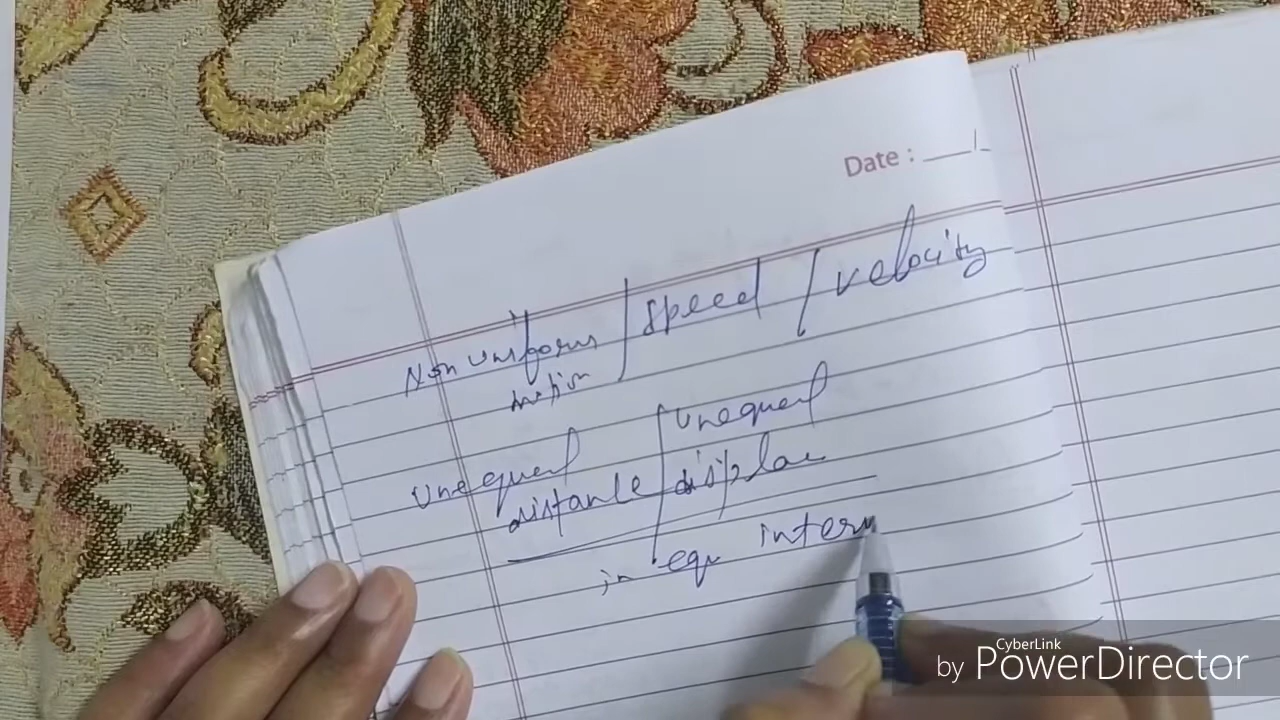 Date :
Non uniform / speed / velocity
motion
Unequal / Unequal
distance / displac
in equ interv
CyberLink
by PowerDirector